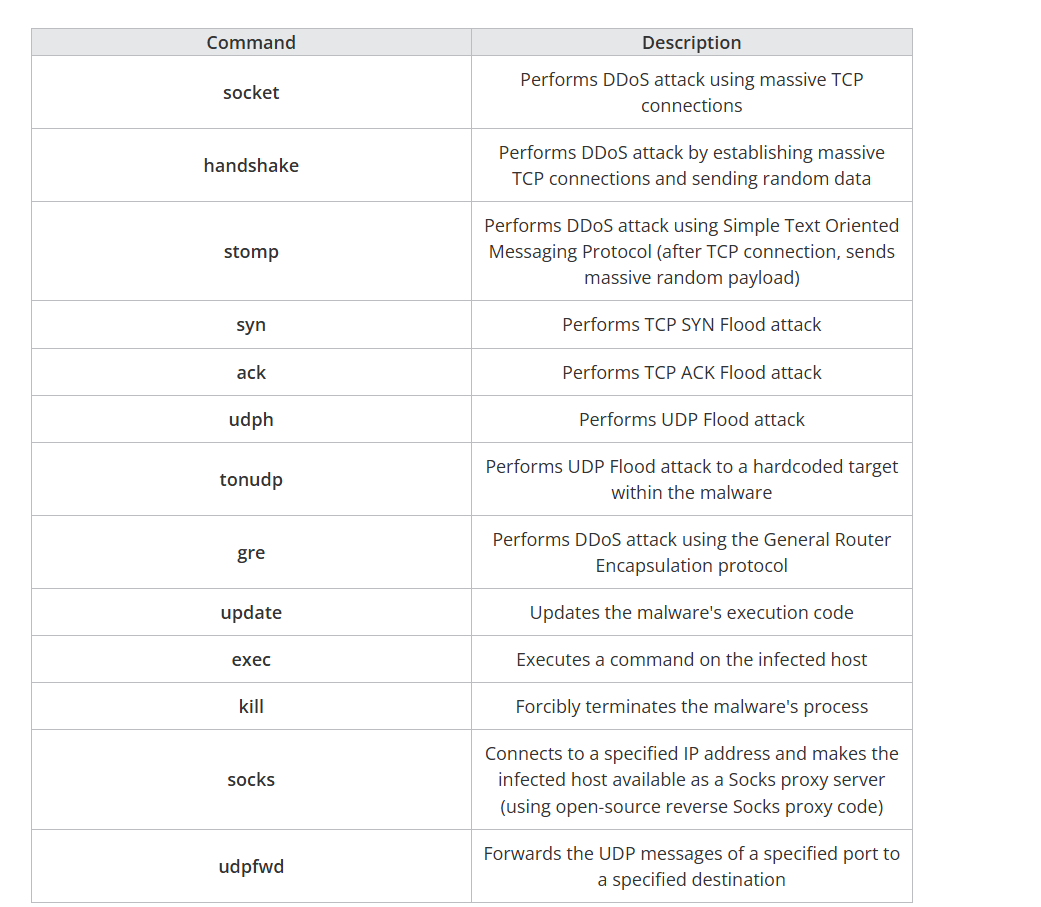 Command Description
socket
Performs DDoS attack using massive TCP
connections
handshake
Performs DDoS attack by establishing massive
TCP connections and sending random data
stomp
Performs DDoS attack using Simple Text Oriented
Messaging Protocol (after TCP connection, sends
massive random payload)
syn
Performs TCP SYN Flood attack
ack
Performs TCP ACK Flood attack
udph
Performs UDP Flood attack
tonudp
Performs UDP Flood attack to a hardcoded target
within the malware
gre
Performs DDoS attack using the General Router
Encapsulation protocol
update
Updates the malware's execution code
exec
Executes a command on the infected host
kill
Forcibly terminates the malware's process
socks
Connects to a specified IP address and makes the
infected host available as a Socks proxy server
(using open-source reverse Socks proxy code)
udpfwd
Forwards the UDP messages of a specified port to
a specified destination